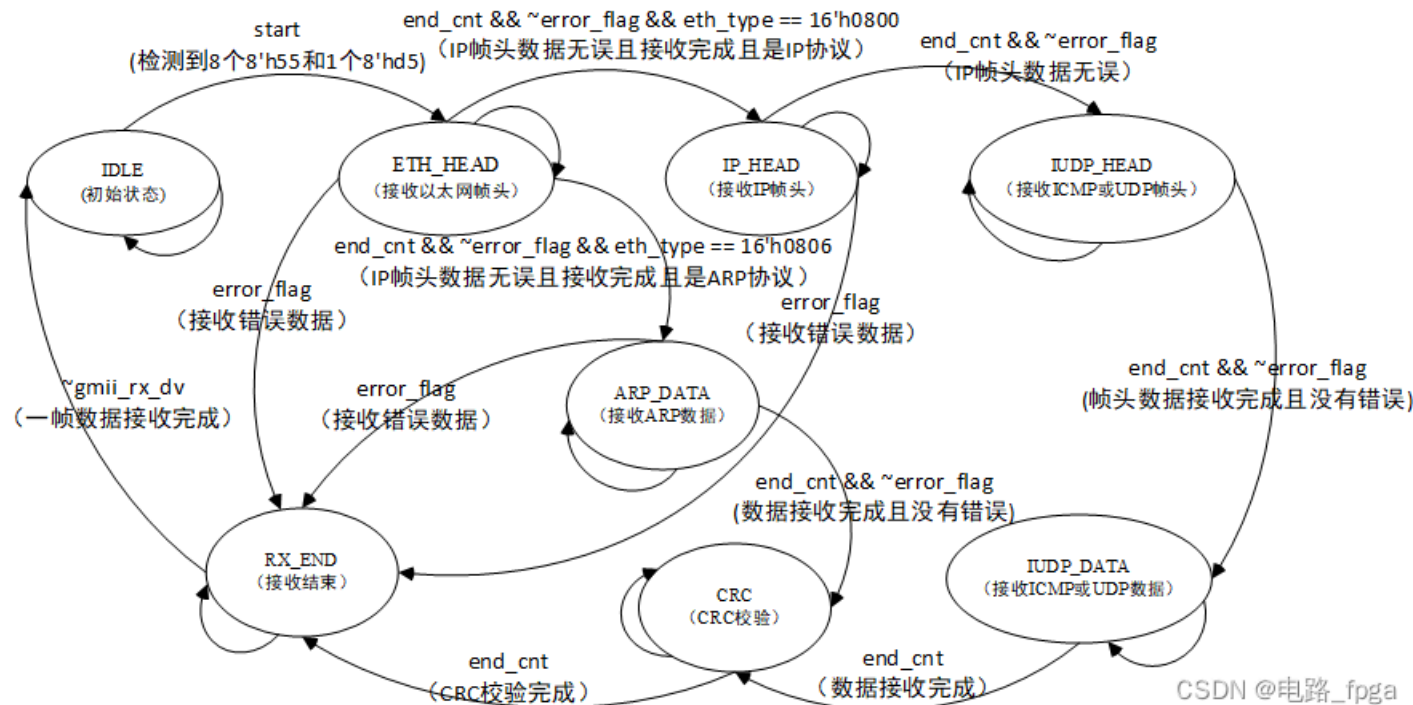 start
(检测到8个8'h55和1个8'hd5)
end_cnt && ~error_flag && eth_type == 16'h0800
（IP帧头数据无误且接收完成且是IP协议）
end_cnt && ~error_flag
（IP帧头数据无误）
IDLE
(初始状态)
ETH_HEAD
（接收以太网帧头）
IP_HEAD
（接收IP帧头）
IUDP_HEAD
（接收ICMP或UDP帧头）
end_cnt && ~error_flag && eth_type == 16'h0806
（IP帧头数据无误且接收完成且是ARP协议）
error_flag
（接收错误数据）
error_flag
（接收错误数据）
~gmii_rx_dv
（一帧数据接收完成）
error_flag
（接收错误数据）
ARP_DATA
（接收ARP数据）
end_cnt && ~error_flag
(帧头数据接收完成且没有错误)
end_cnt && ~error_flag
(数据接收完成且没有错误)
RX_END
（接收结束）
CRC
（CRC校验）
IUDP_DATA
（接收ICMP或UDP数据）
end_cnt
（CRC校验完成）
end_cnt
（数据接收完成）
CSDN @电路_fpga